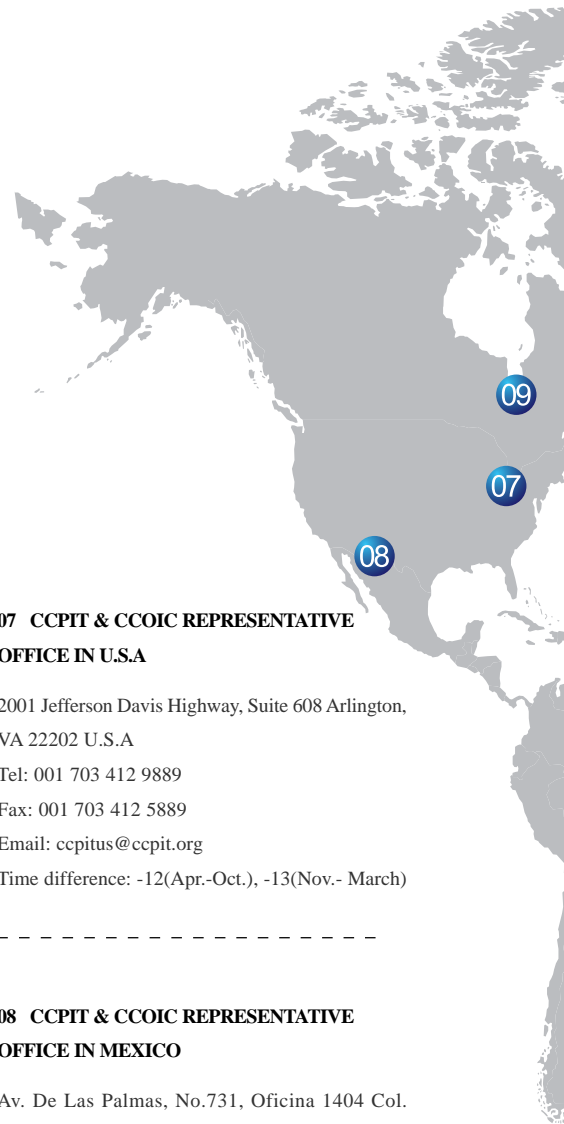 09
07
08
07 CCPIT & CCOIC REPRESENTATIVE
OFFICE IN U.S.A
2001 Jefferson Davis Highway, Suite 608 Arlington,
VA 22202 U.S.A
Tel: 001 703 412 9889
Fax: 001 703 412 5889
Email: ccpitus@ccpit.org
Time difference: -12(Apr.-Oct.), -13(Nov.- March)
08 CCPIT & CCOIC REPRESENTATIVE
OFFICE IN MEXICO
Av. De Las Palmas, No.731, Oficina 1404 Col.